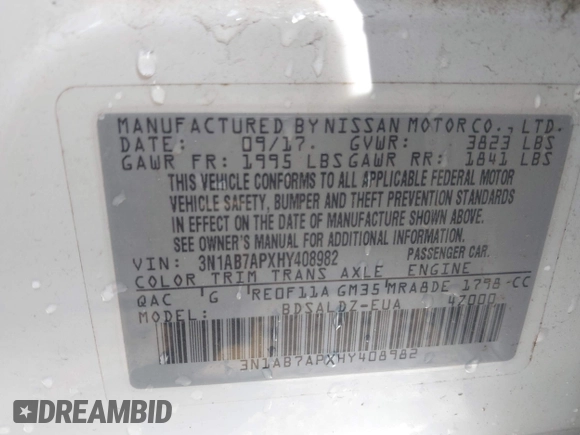 MANUFACTURED BY NISSAN MOTOR CO., LTD.
DATE: 09/17. GVWR: 3823 LBS
GAWR FR: 1995 LBS GAWR RR: 1841 LBS
THIS VEHICLE CONFORMS TO ALL APPLICABLE FEDERAL MOTOR
VEHICLE SAFETY, BUMPER AND THEFT PREVENTION STANDARDS
IN EFFECT ON THE DATE OF MANUFACTURE SHOWN ABOVE.
SEE OWNER'S MANUAL FOR ADDITIONAL INFORMATION
VIN: 3N1AB7APXHY408982 PASSENGER CAR.
COLOR TRIM TRANS AXLE ENGINE
QAC G RE0F11A GM35 MRA8DE 1798-CC
MODEL: BDSALDZ-EUA 47000
3N1AB7APXHY408982
AUTOBIDMASTER